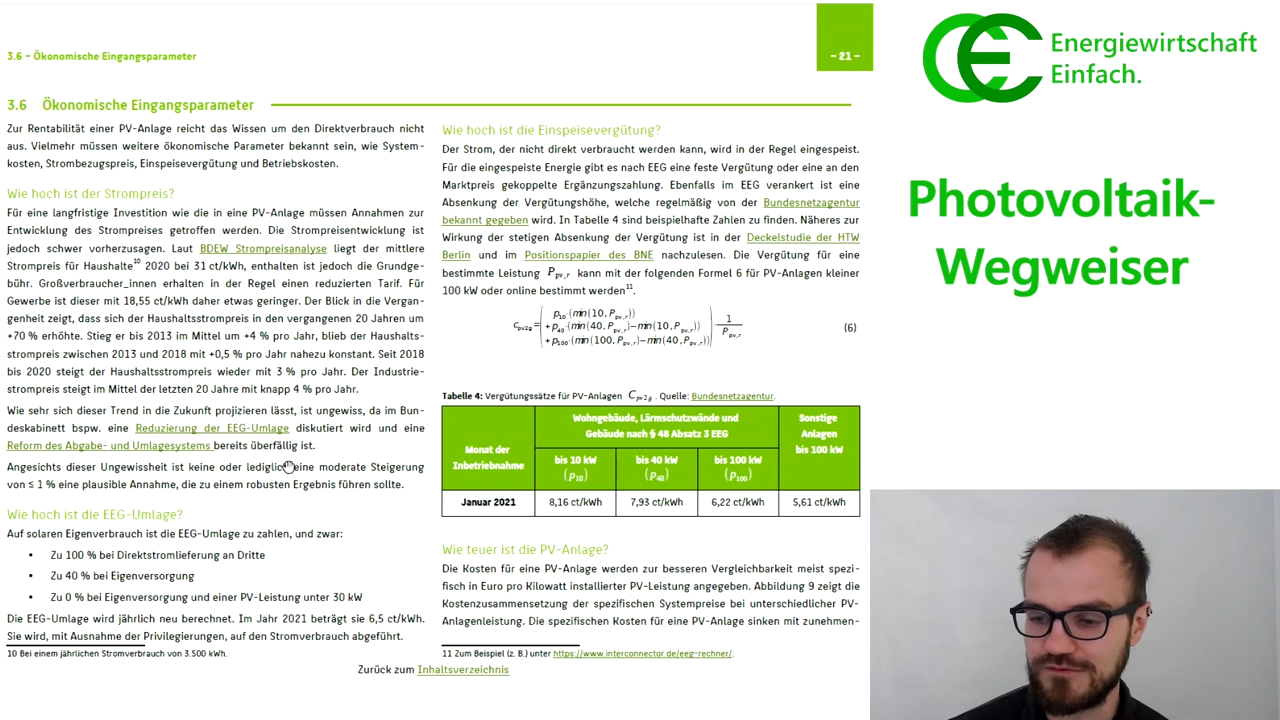 3.6 – Ökonomische Eingangsparameter
– 21 –
3.6 Ökonomische Eingangsparameter
Zur Rentabilität einer PV-Anlage reicht das Wissen um den Direktverbrauch nicht
aus. Vielmehr müssen weitere ökonomische Parameter bekannt sein, wie System-
kosten, Strombezugspreis, Einspeisevergütung und Betriebskosten.
Wie hoch ist der Strompreis?
Für eine langfristige Investition wie die in eine PV-Anlage müssen Annahmen zur
Entwicklung des Strompreises getroffen werden. Die Strompreisentwicklung ist
jedoch schwer vorherzusagen. Laut BDEW Strompreisanalyse liegt der mittlere
Strompreis für Haushalte10 2020 bei 31 ct/kWh, enthalten ist jedoch die Grundge-
bühr. Großverbraucher_innen erhalten in der Regel einen reduzierten Tarif. Für
Gewerbe ist dieser mit 18,55 ct/kWh daher etwas geringer. Der Blick in die Vergan-
genheit zeigt, dass sich der Haushaltsstrompreis in den vergangenen 20 Jahren um
+70 % erhöhte. Stieg er bis 2013 im Mittel um +4 % pro Jahr, blieb der Haushalts-
strompreis zwischen 2013 und 2018 mit +0,5 % pro Jahr nahezu konstant. Seit 2018
bis 2020 steigt der Haushaltsstrompreis wieder mit 3 % pro Jahr. Der Industrie-
strompreis steigt im Mittel der letzten 20 Jahre mit knapp 4 % pro Jahr.
Wie sehr sich dieser Trend in die Zukunft projizieren lässt, ist ungewiss, da im Bun-
deskabinett bspw. eine Reduzierung der EEG-Umlage diskutiert wird und eine
Reform des Abgabe- und Umlagesystems bereits überfällig ist.
Angesichts dieser Ungewissheit ist keine oder lediglich eine moderate Steigerung
von ≤ 1 % eine plausible Annahme, die zu einem robusten Ergebnis führen sollte.
Wie hoch ist die EEG-Umlage?
Auf solaren Eigenverbrauch ist die EEG-Umlage zu zahlen, und zwar:
• Zu 100 % bei Direktstromlieferung an Dritte
• Zu 40 % bei Eigenversorgung
• Zu 0 % bei Eigenversorgung und einer PV-Leistung unter 30 kW
Die EEG-Umlage wird jährlich neu berechnet. Im Jahr 2021 beträgt sie 6,5 ct/kWh.
Sie wird, mit Ausnahme der Privilegierungen, auf den Stromverbrauch abgeführt.
10 Bei einem jährlichen Stromverbrauch von 3.500 kWh.
Wie hoch ist die Einspeisevergütung?
Der Strom, der nicht direkt verbraucht werden kann, wird in der Regel eingespeist.
Für die eingespeiste Energie gibt es nach EEG eine feste Vergütung oder eine an den
Marktpreis gekoppelte Ergänzungszahlung. Ebenfalls im EEG verankert ist eine
Absenkung der Vergütungshöhe, welche regelmäßig von der Bundesnetzagentur
bekannt gegeben wird. In Tabelle 4 sind beispielhafte Zahlen zu finden. Näheres zur
Wirkung der stetigen Absenkung der Vergütung ist in der Deckelstudie der HTW
Berlin und im Positionspapier des BNE nachzulesen. Die Vergütung für eine
bestimmte Leistung P_pv,r kann mit der folgenden Formel 6 für PV-Anlagen kleiner
100 kW oder online bestimmt werden11.
p10·(min(10,P_pv,r))
c_pv2g= +p40·(min(40,P_pv,r)−min(10,P_pv,r)) · 1/P_pv,r (6)
+p100·(min(100,P_pv,r)−min(40,P_pv,r))
Tabelle 4: Vergütungssätze für PV-Anlagen C_pv2g. Quelle: Bundesnetzagentur.
Monat der Inbetriebnahme
Wohngebäude, Lärmschutzwände und
Gebäude nach § 48 Absatz 3 EEG
Sonstige
Anlagen
bis 100 kW
bis 10 kW (p10) bis 40 kW (p40) bis 100 kW (p100)
Januar 2021 8,16 ct/kWh 7,93 ct/kWh 6,22 ct/kWh 5,61 ct/kWh
Wie teuer ist die PV-Anlage?
Die Kosten für eine PV-Anlage werden zur besseren Vergleichbarkeit meist spezi-
fisch in Euro pro Kilowatt installierter PV-Leistung angegeben. Abbildung 9 zeigt die
Kostenzusammensetzung der spezifischen Systempreise bei unterschiedlicher PV-
Anlagenleistung. Die spezifischen Kosten für eine PV-Anlage sinken mit zunehmen-
11 Zum Beispiel (z. B.) unter https://www.interconnector.de/eeg-rechner/.
Zurück zum Inhaltsverzeichnis
Energiewirtschaft
Einfach.
Photovoltaik-
Wegweiser